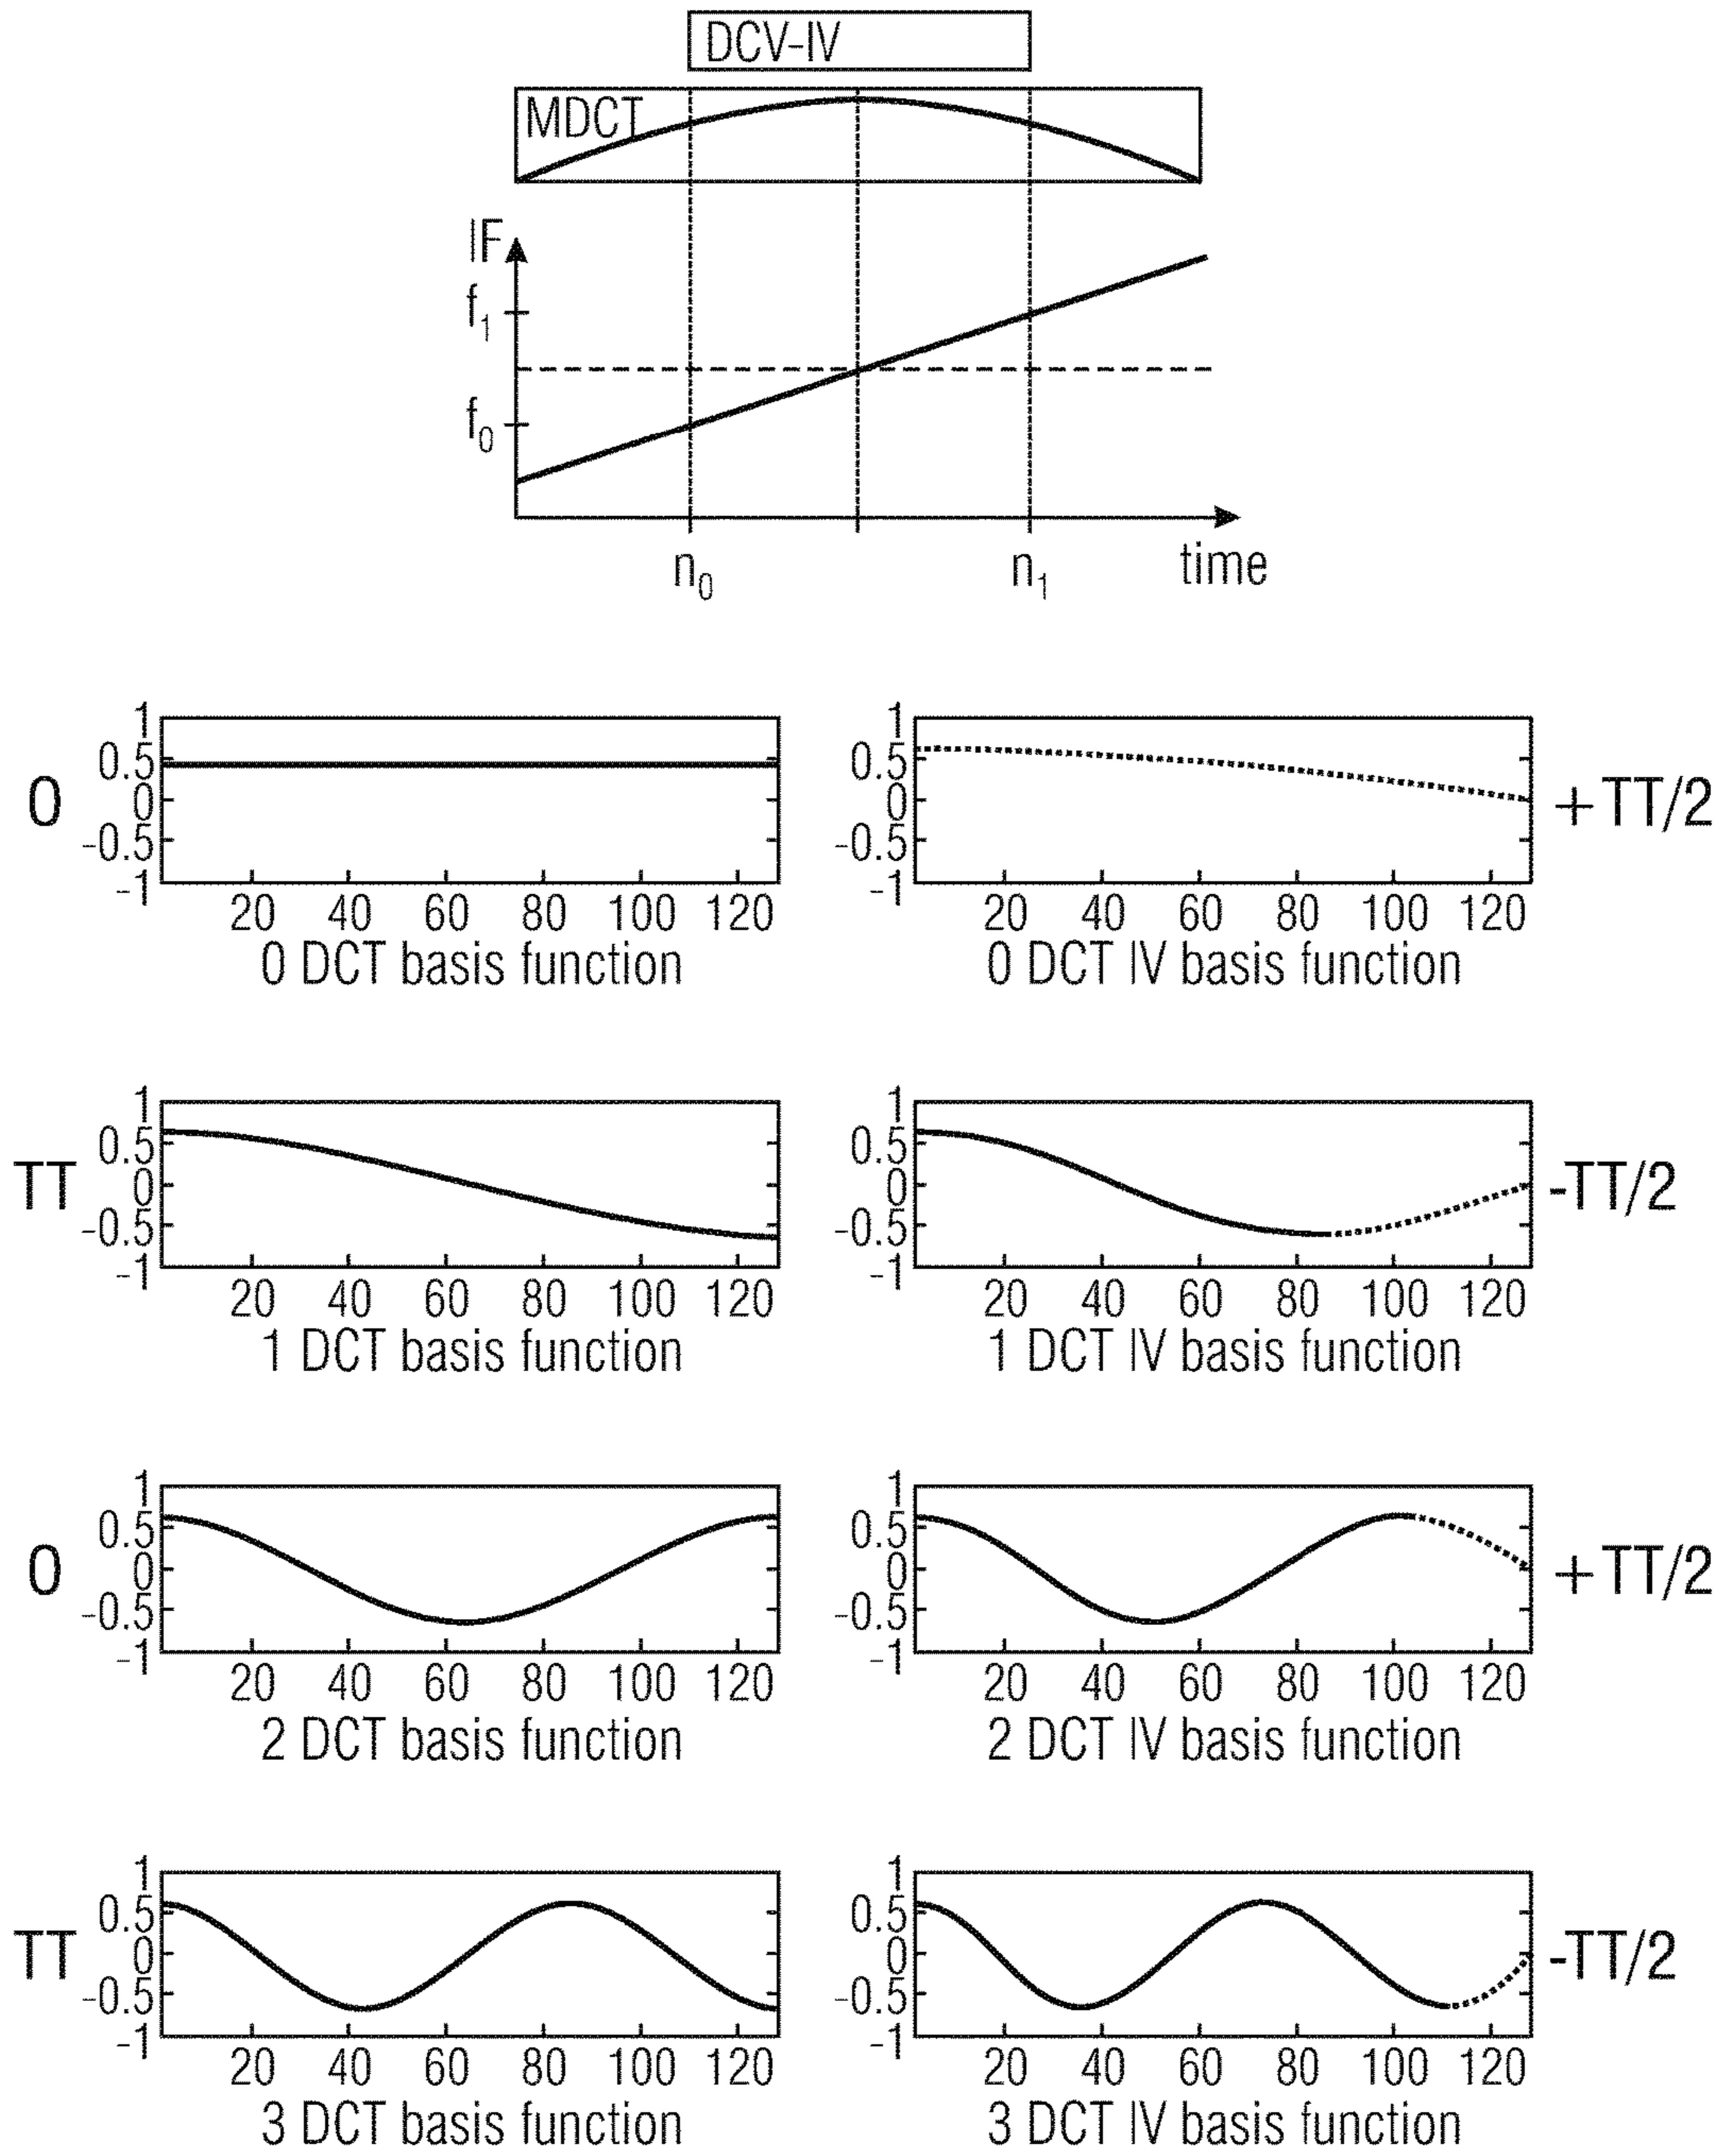 DCV-IV
MDCT
IF
f1
f0
n0
n1
time
0
1
0.5
0
-0.5
-1
20 40 60 80 100 120
0 DCT basis function
1
0.5
0
-0.5
-1
20 40 60 80 100 120
0 DCT IV basis function
+TT/2
TT
1
0.5
0
-0.5
-1
20 40 60 80 100 120
1 DCT basis function
1
0.5
0
-0.5
-1
20 40 60 80 100 120
1 DCT IV basis function
-TT/2
0
1
0.5
0
-0.5
-1
20 40 60 80 100 120
2 DCT basis function
1
0.5
0
-0.5
-1
20 40 60 80 100 120
2 DCT IV basis function
+TT/2
TT
1
0.5
0
-0.5
-1
20 40 60 80 100 120
3 DCT basis function
1
0.5
0
-0.5
-1
20 40 60 80 100 120
3 DCT IV basis function
-TT/2